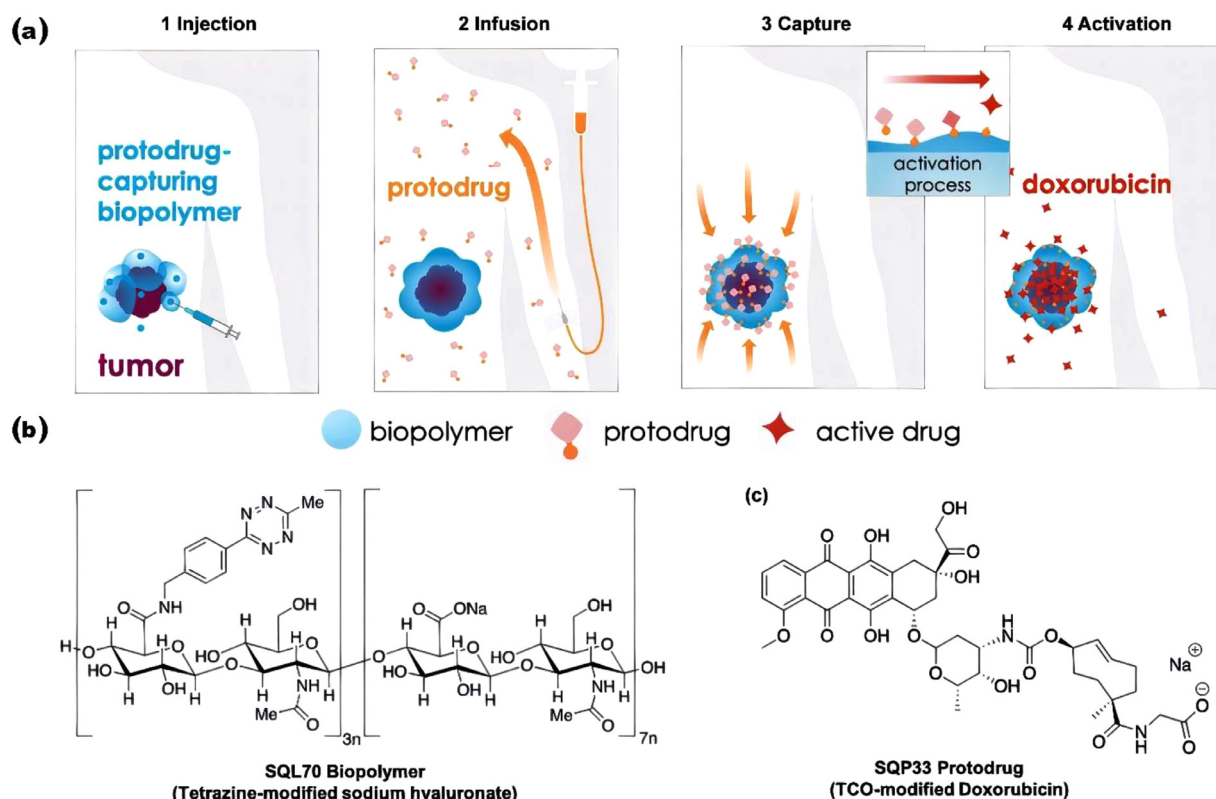 (a)
1 Injection
2 Infusion
3 Capture
4 Activation
protodrug-
capturing
biopolymer
tumor
protodrug
activation
process
doxorubicin
(b)
biopolymer
protodrug
active drug
N
N
N
N
Me
O
NH
OH
O
ONa
OH
H
H
H
H
H
H
H
H
HO
HO
O
O
O
O
OH
H
NH
Me
O
3n
7n
SQL70 Biopolymer
(Tetrazine-modified sodium hyaluronate)
(c)
OH
O
OH
O
OH
O
O
OH
O
O
OH
H
N
O
O
Na⊕
O
N
H
O
O⊖
SQP33 Protodrug
(TCO-modified Doxorubicin)